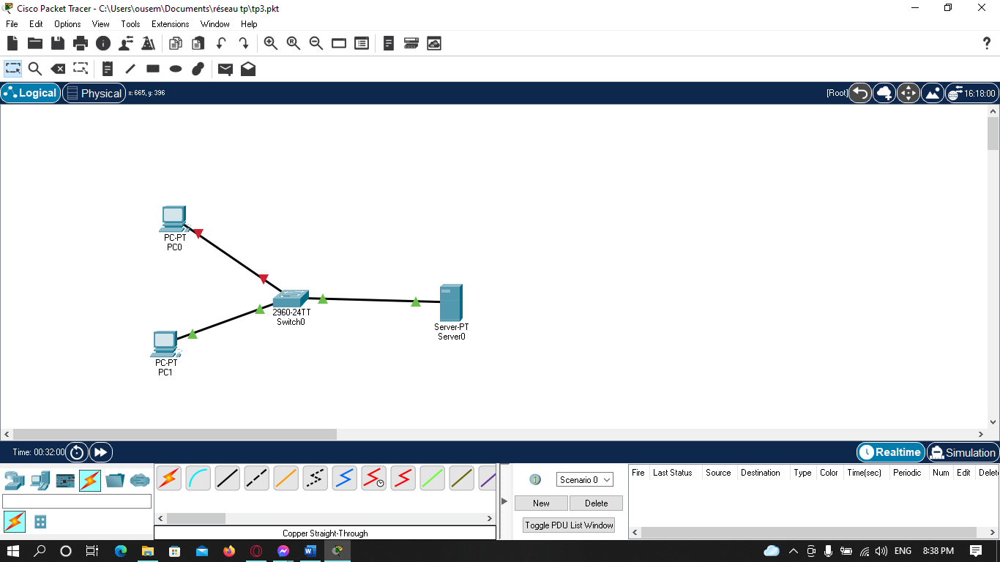 Cisco Packet Tracer - C:\Users\ousem\Documents\réseau tp\tp3.pkt
File Edit Options View Tools Extensions Window Help
?
Logical Physical x: 665, y: 396 [Root] 16:18:00
PC-PT
PC0
2960-24TT
Switch0
Server-PT
Server0
PC-PT
PC1
Time: 00:32:00 Realtime Simulation
Scenario 0
New Delete
Toggle PDU List Window
Fire Last Status Source Destination Type Color Time(sec) Periodic Num Edit Delet
Copper Straight-Through
ENG 8:38 PM